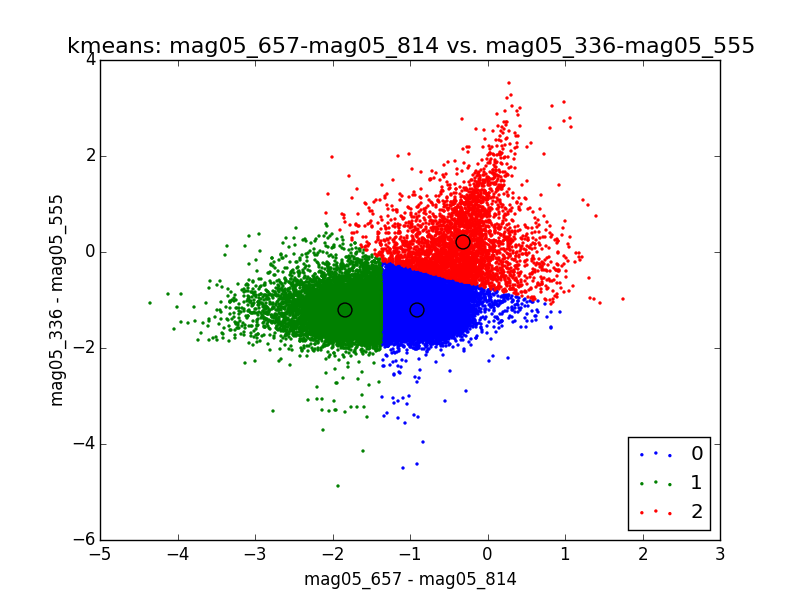 kmeans: mag05_657-mag05_814 vs. mag05_336-mag05_555
4
2
0
−2
−4
−6
mag05_336 - mag05_555
−5 −4 −3 −2 −1 0 1 2 3
mag05_657 - mag05_814
0
1
2